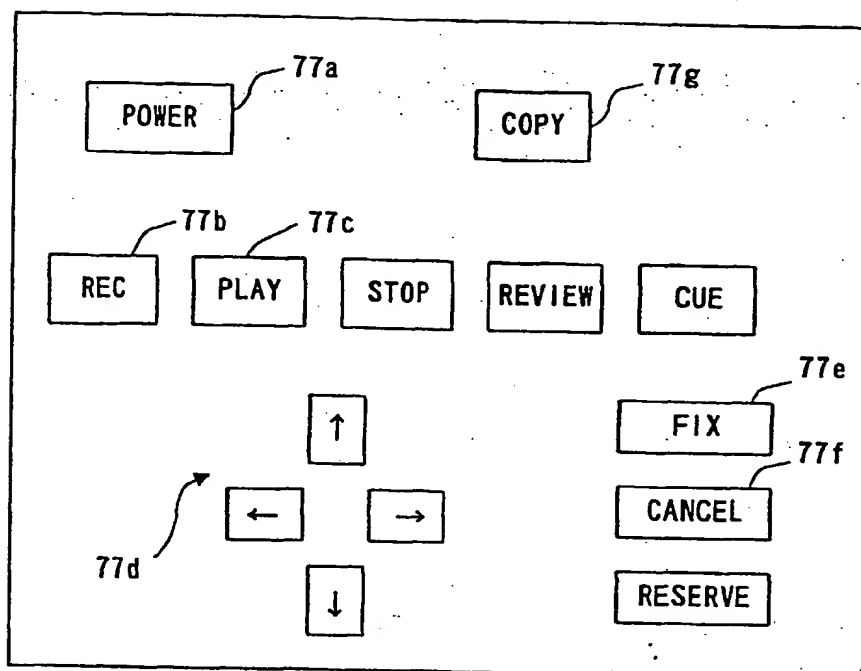 77a
77g
POWER
COPY
77b
77c
REC
PLAY
STOP
REVIEW
CUE
77e
↑
FIX
77f
←
→
CANCEL
77d
↓
RESERVE